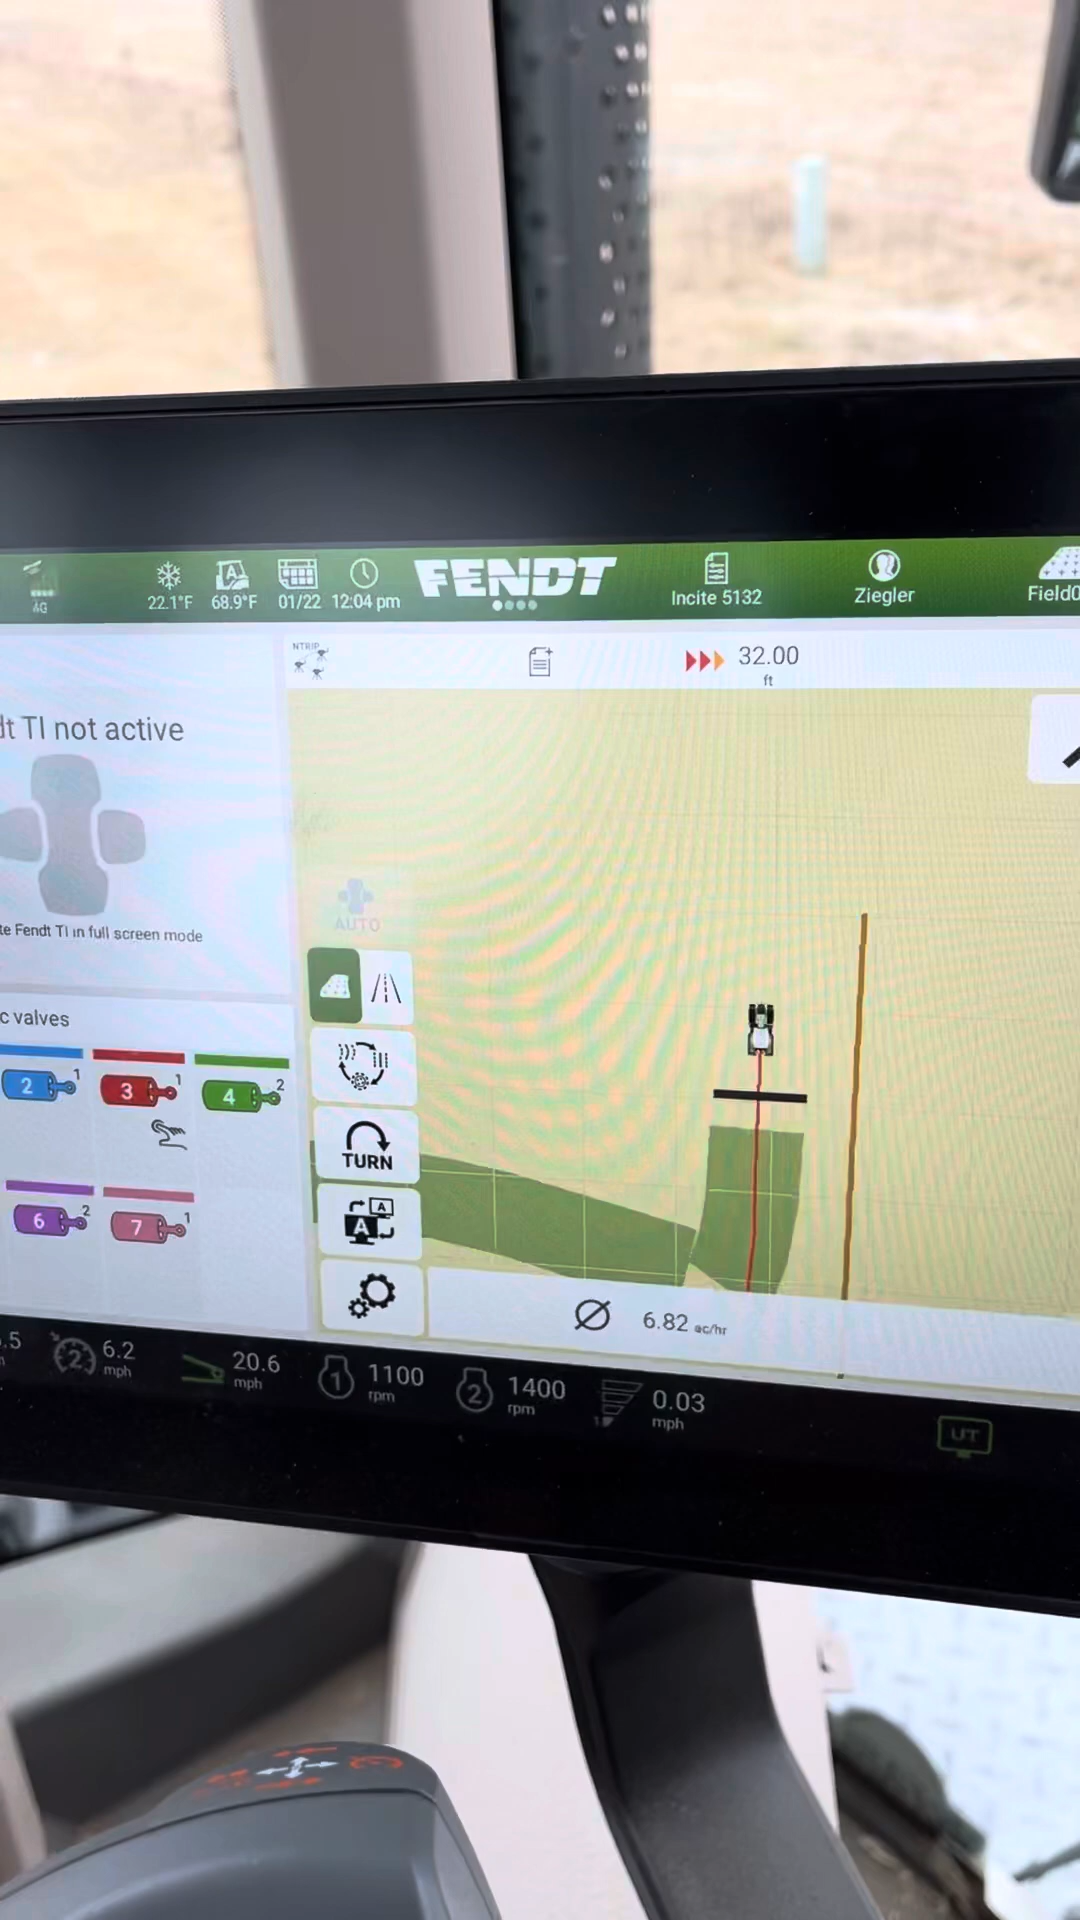 4G
22.1°F
68.9°F
01/22
12:04 pm
FENDT
Incite 5132
Ziegler
Field0
NTRIP
32.00
ft
dt TI not active
te Fendt TI in full screen mode
AUTO
c valves
2 1
3 1
4 2
6 2
7 1
TURN
A
A
6.82 ac/hr
.5
2 6.2
mph
20.6
mph
1 1100
rpm
2 1400
rpm
0.03
mph
UT